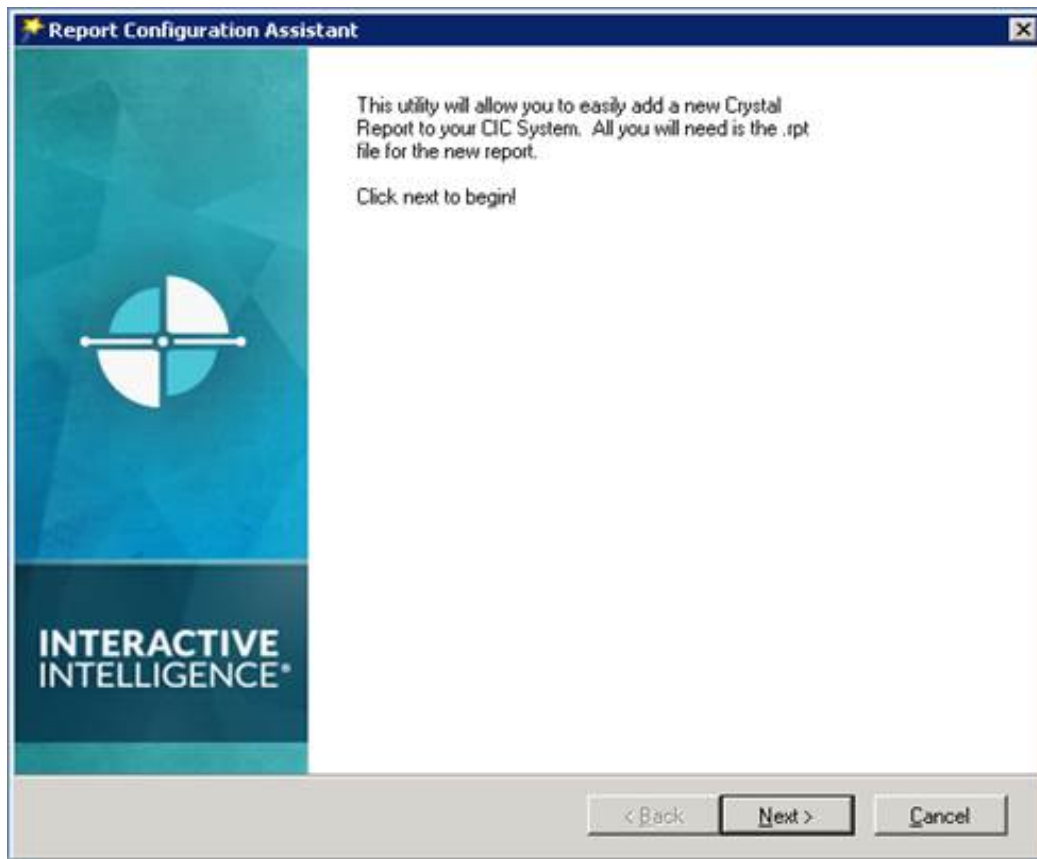 Report Configuration Assistant
This utility will allow you to easily add a new Crystal
Report to your CIC System.  All you will need is the .rpt
file for the new report.
Click next to begin!
INTERACTIVE
INTELLIGENCE®
< Back
Next >
Cancel